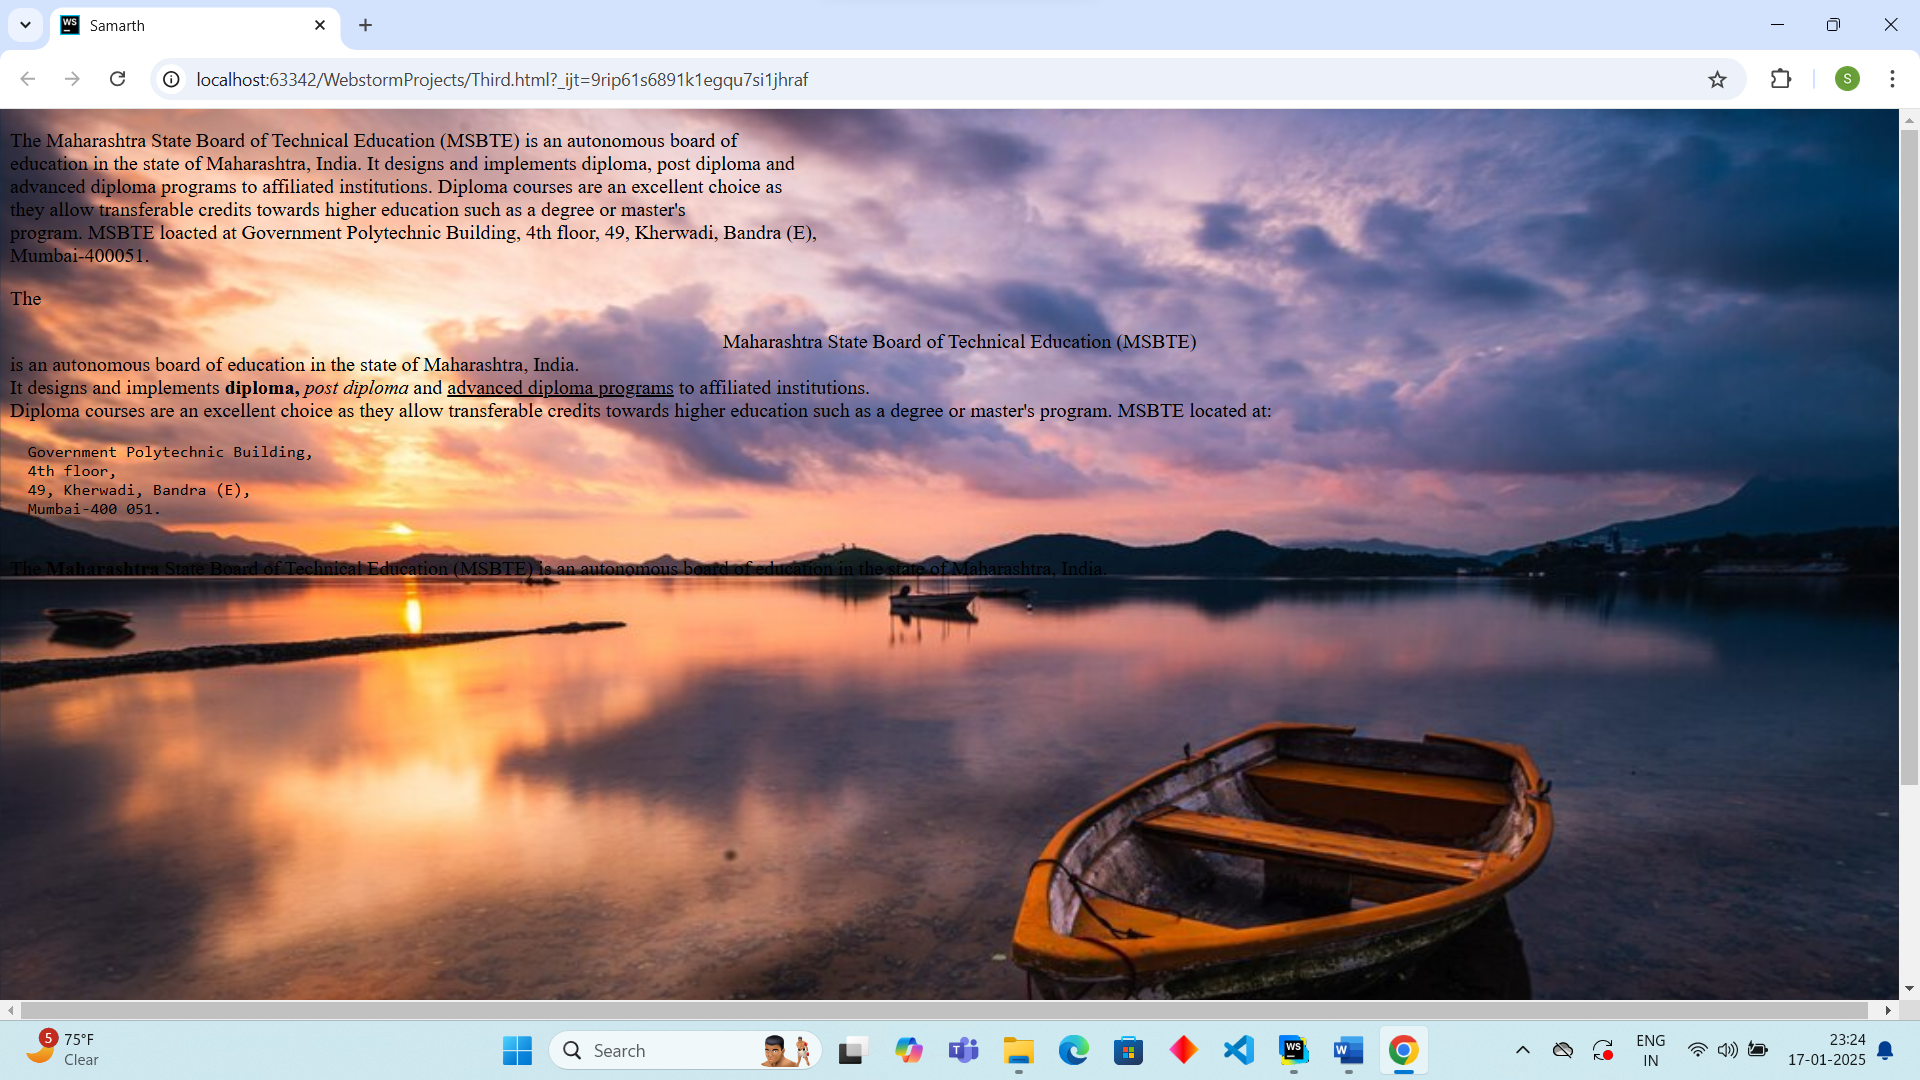 Samarth
localhost:63342/WebstormProjects/Third.html?_ijt=9rip61s6891k1egqu7si1jhraf
S
The Maharashtra State Board of Technical Education (MSBTE) is an autonomous board of
education in the state of Maharashtra, India. It designs and implements diploma, post diploma and
advanced diploma programs to affiliated institutions. Diploma courses are an excellent choice as
they allow transferable credits towards higher education such as a degree or master's
program. MSBTE loacted at Government Polytechnic Building, 4th floor, 49, Kherwadi, Bandra (E),
Mumbai-400051.
The
Maharashtra State Board of Technical Education (MSBTE)
is an autonomous board of education in the state of Maharashtra, India.
It designs and implements diploma, post diploma and advanced diploma programs to affiliated institutions.
Diploma courses are an excellent choice as they allow transferable credits towards higher education such as a degree or master's program. MSBTE located at:
Government Polytechnic Building,
4th floor,
49, Kherwadi, Bandra (E),
Mumbai-400 051.
The Maharashtra State Board of Technical Education (MSBTE) is an autonomous board of education in the state of Maharashtra, India.
5
75°F
Clear
Search
ENG
IN
23:24
17-01-2025